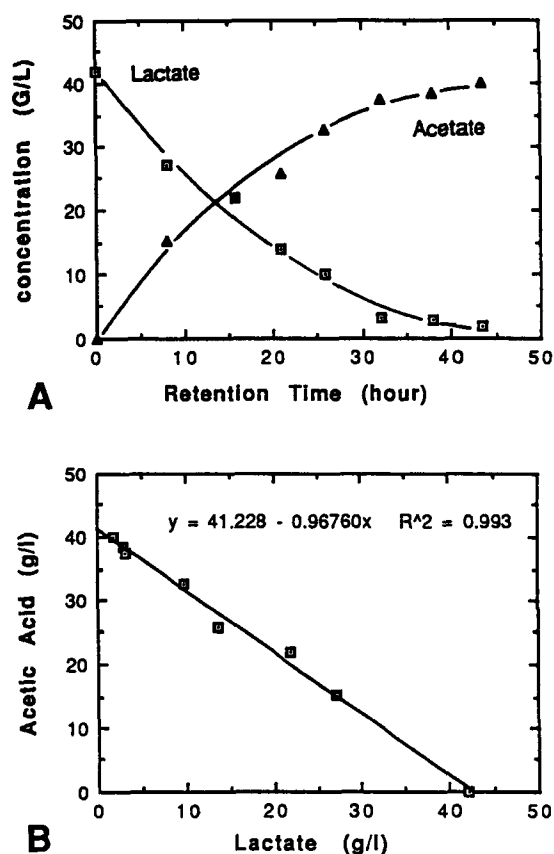 50
40
30
20
10
0
concentration (G/L)
Lactate
Acetate
0 10 20 30 40 50
Retention Time (hour)
A
50
40
30
20
10
0
Acetic Acid (g/l)
y = 41.228 - 0.96760x R^2 = 0.993
0 10 20 30 40 50
Lactate (g/l)
B